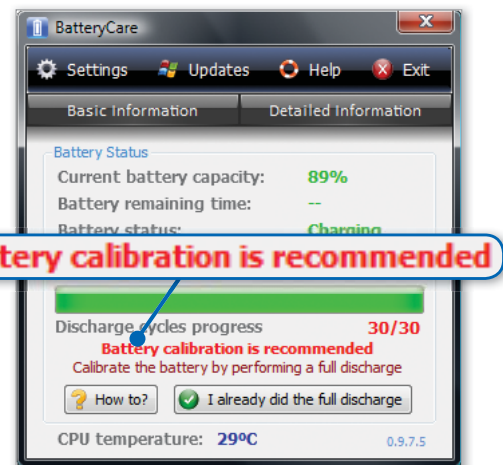 BatteryCare
Settings Updates Help Exit
Basic Information Detailed Information
Battery Status
Current battery capacity: 89%
Battery remaining time: --
Battery status: Charging
calibration is recommended
Discharge cycles progress 30/30
Battery calibration is recommended
Calibrate the battery by performing a full discharge
How to? I already did the full discharge
CPU temperature: 29ºC 0.9.7.5